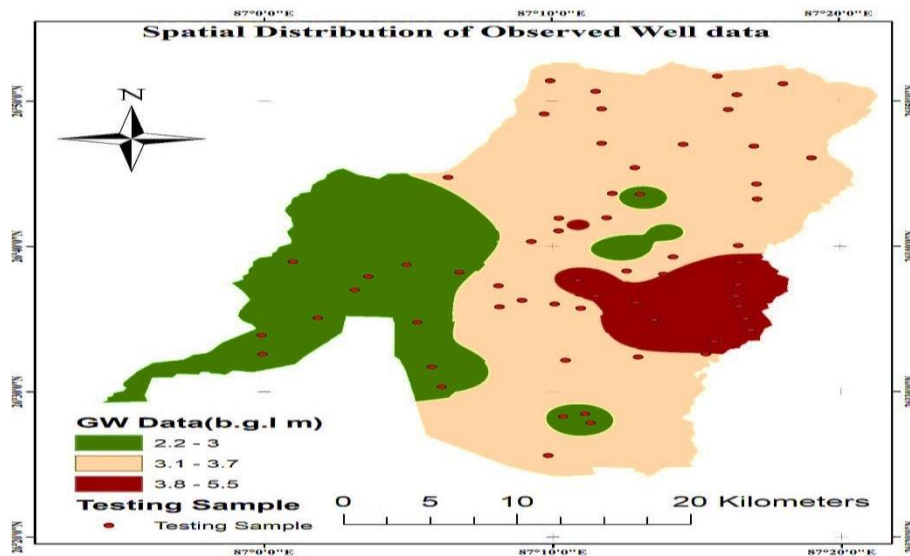 87°0'0"E 87°10'0"E 87°20'0"E
Spatial Distribution of Observed Well data
N
GW Data(b.g.l m)
2.2 - 3
3.1 - 3.7
3.8 - 5.5
Testing Sample
Testing Sample
0 5 10 20 Kilometers
87°0'0"E 87°10'0"E 87°20'0"E